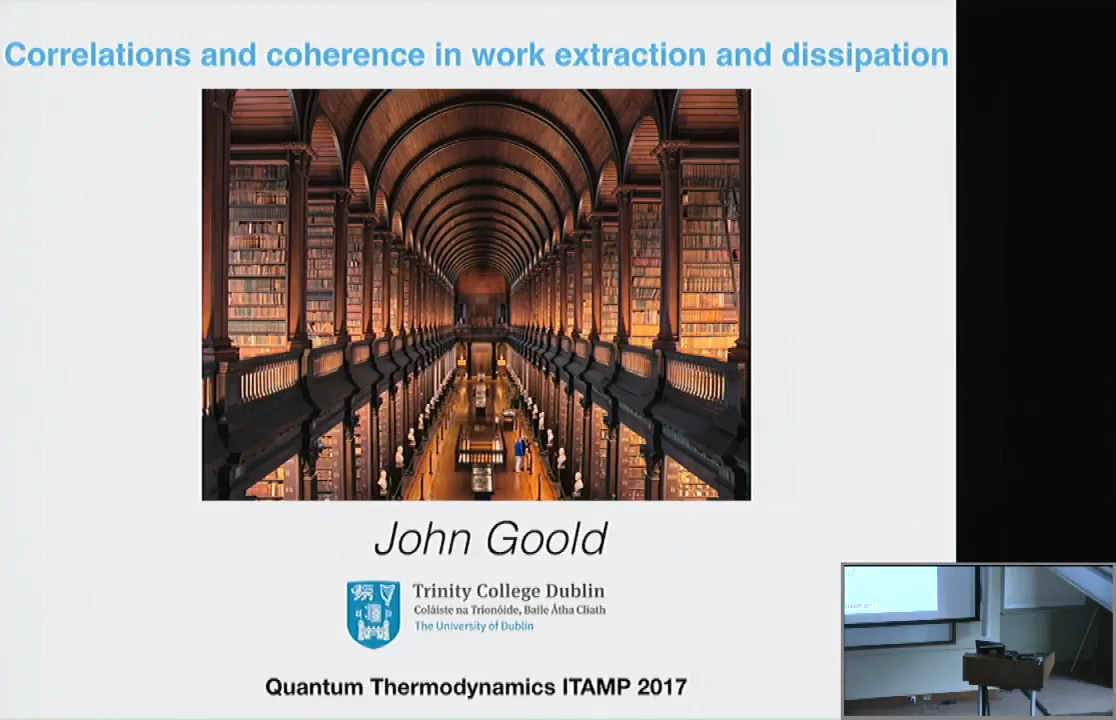 Correlations and coherence in work extraction and dissipation
John Goold
Trinity College Dublin
Coláiste na Tríonóide, Baile Átha Cliath
The University of Dublin
Quantum Thermodynamics ITAMP 2017